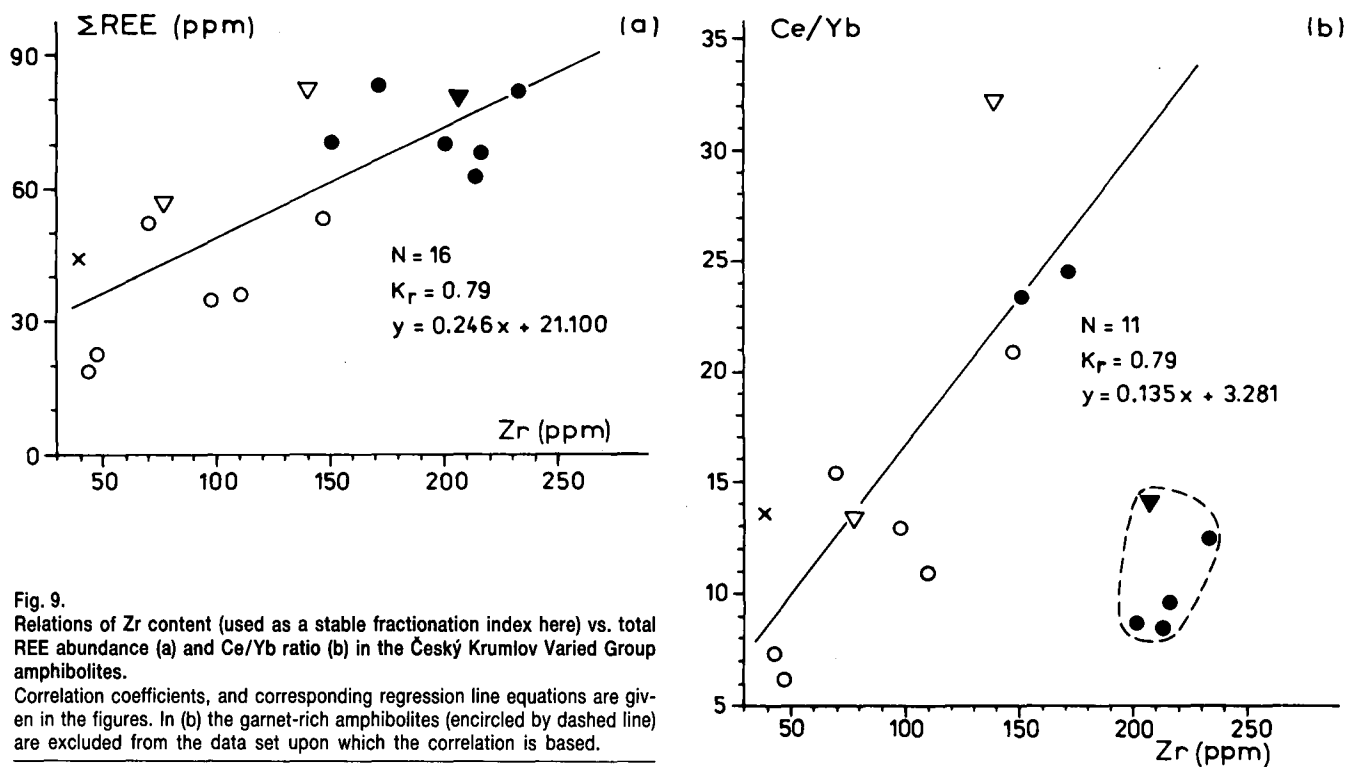 ΣREE (ppm)
(a)
90
60
30
0
N = 16
Kr = 0.79
y = 0.246x + 21.100
Zr (ppm)
50 100 150 200 250
Ce/Yb
(b)
35
30
25
20
15
10
5
N = 11
Kr = 0.79
y = 0.135x + 3.281
50 100 150 200 250
Zr (ppm)
Fig. 9.
Relations of Zr content (used as a stable fractionation index here) vs. total
REE abundance (a) and Ce/Yb ratio (b) in the Český Krumlov Varied Group
amphibolites.
Correlation coefficients, and corresponding regression line equations are giv-
en in the figures. In (b) the garnet-rich amphibolites (encircled by dashed line)
are excluded from the data set upon which the correlation is based.